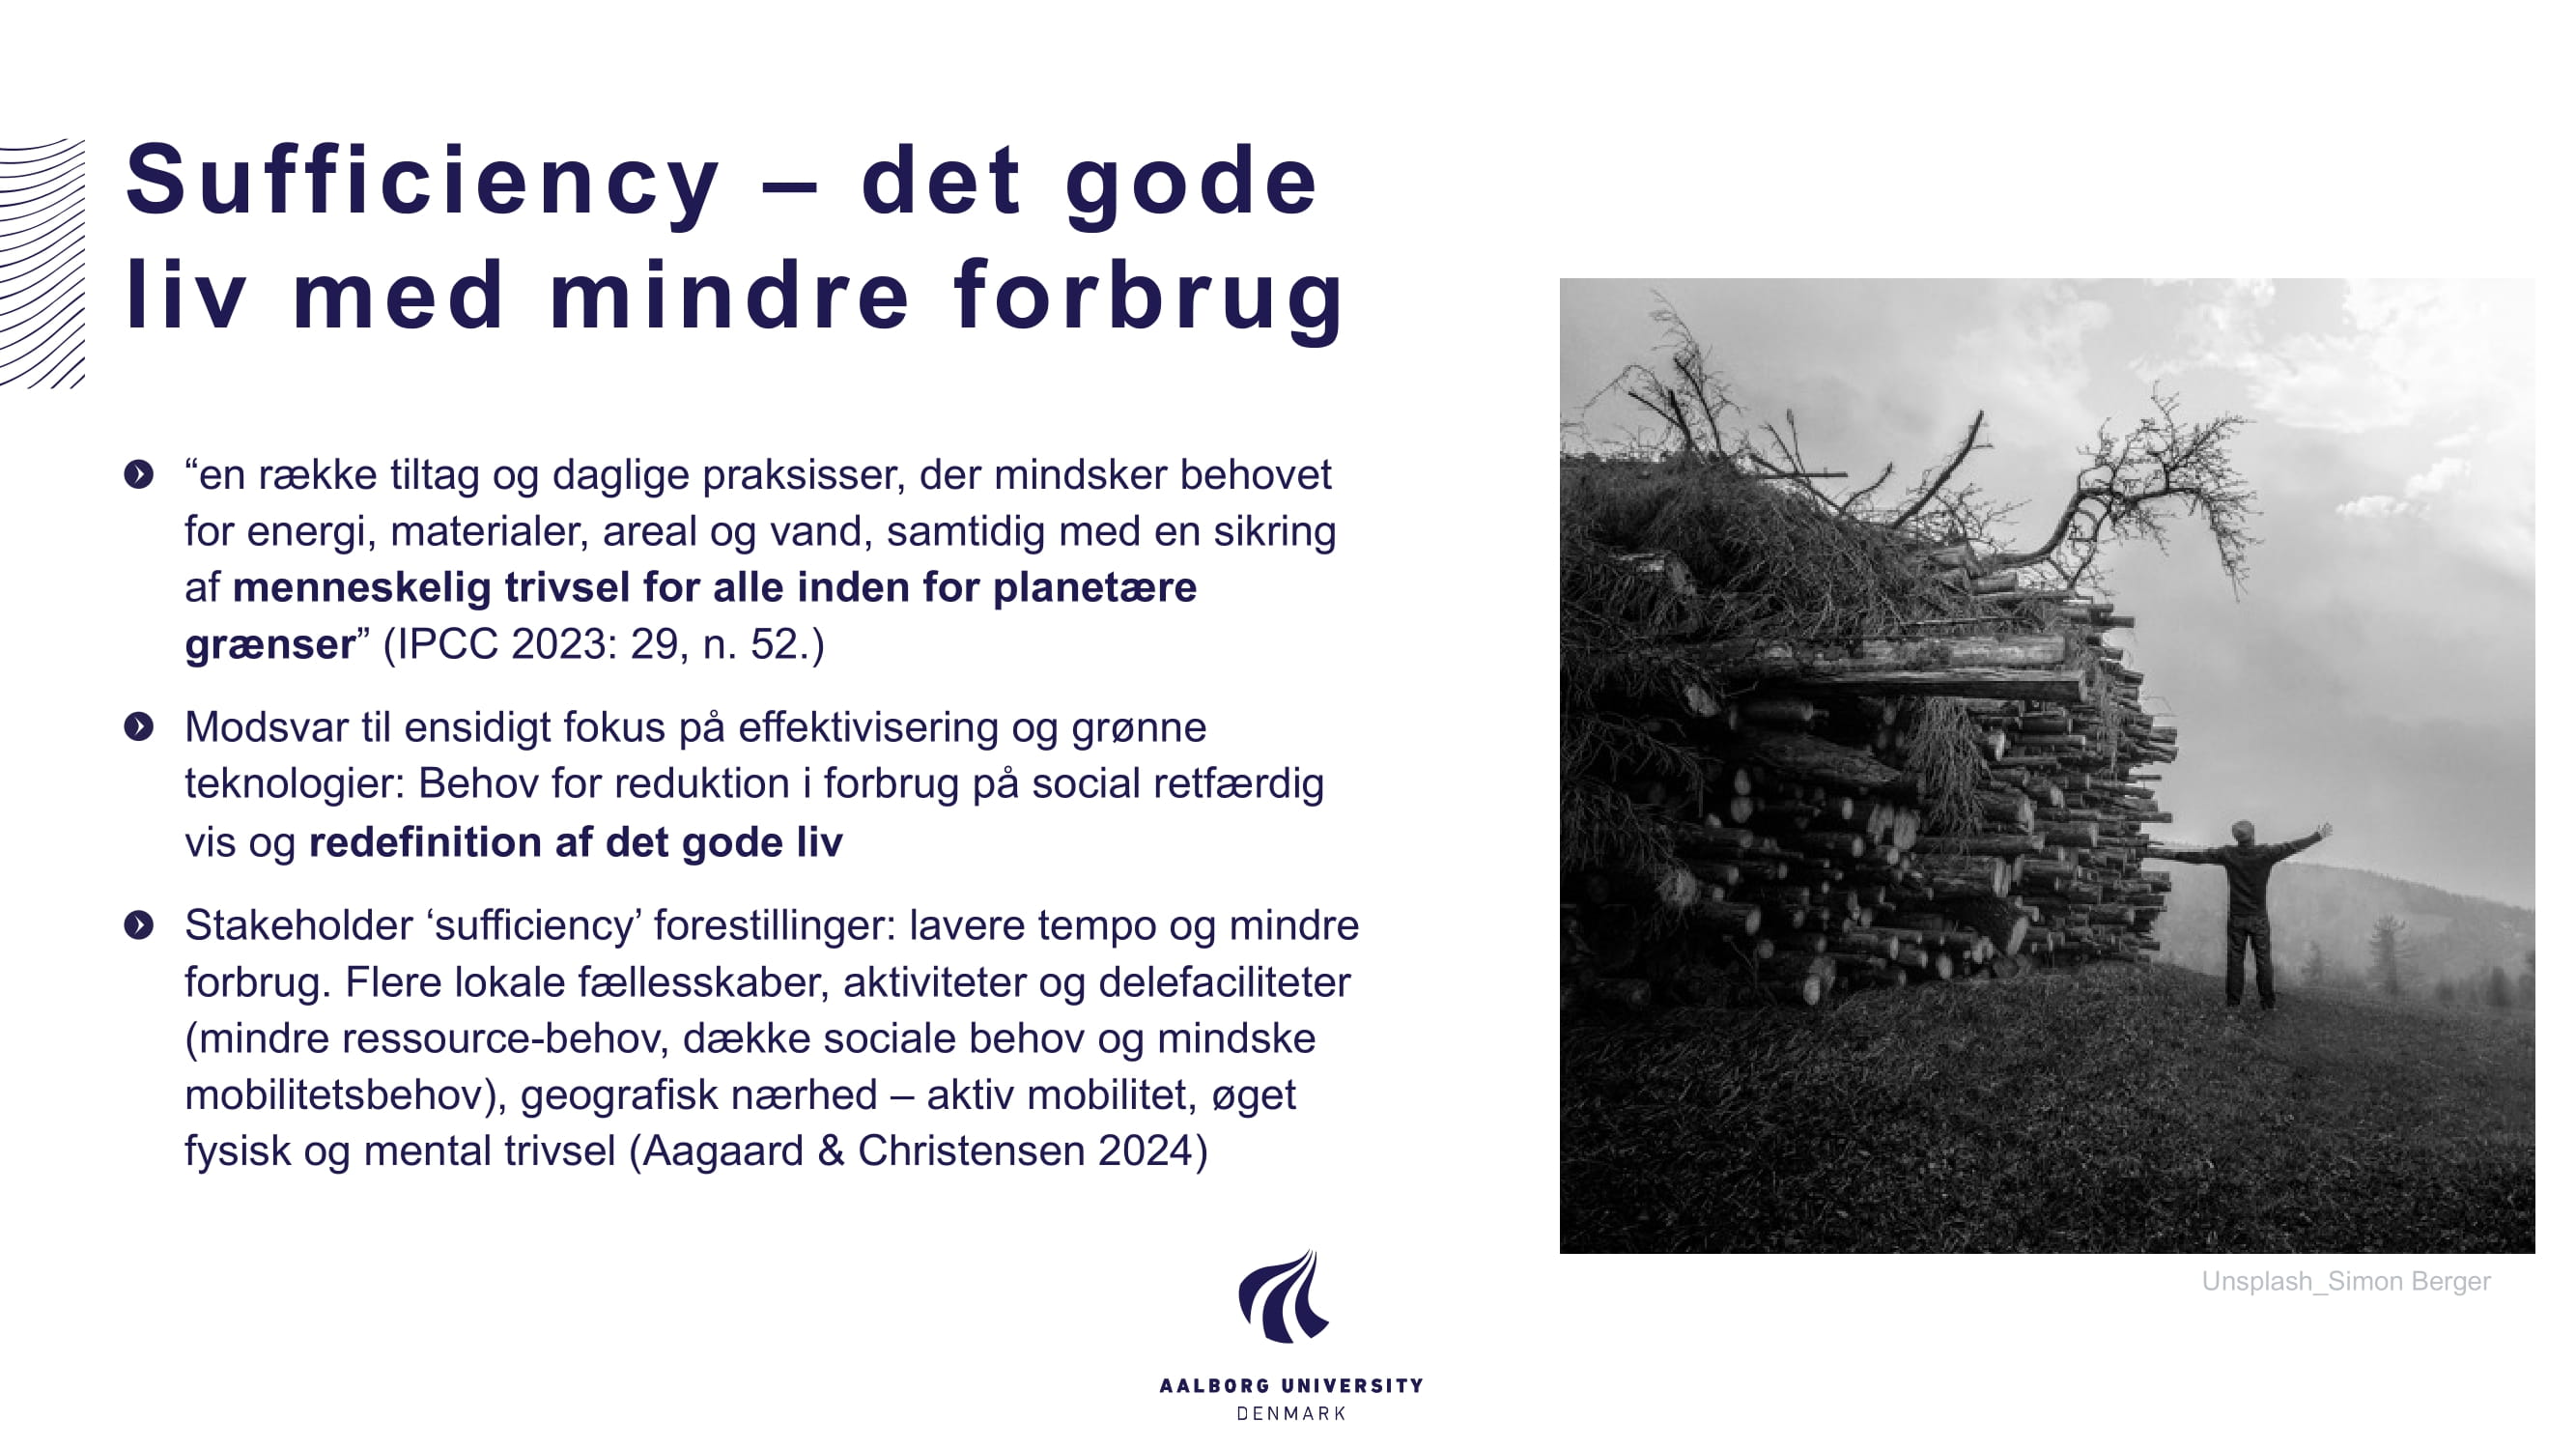 Sufficiency – det gode
liv med mindre forbrug
“en række tiltag og daglige praksisser, der mindsker behovet
for energi, materialer, areal og vand, samtidig med en sikring
af menneskelig trivsel for alle inden for planetære
grænser” (IPCC 2023: 29, n. 52.)
Modsvar til ensidigt fokus på effektivisering og grønne
teknologier: Behov for reduktion i forbrug på social retfærdig
vis og redefinition af det gode liv
Stakeholder ‘sufficiency’ forestillinger: lavere tempo og mindre
forbrug. Flere lokale fællesskaber, aktiviteter og delefaciliteter
(mindre ressource-behov, dække sociale behov og mindske
mobilitetsbehov), geografisk nærhed – aktiv mobilitet, øget
fysisk og mental trivsel (Aagaard & Christensen 2024)
Unsplash_Simon Berger
AALBORG UNIVERSITY
DENMARK